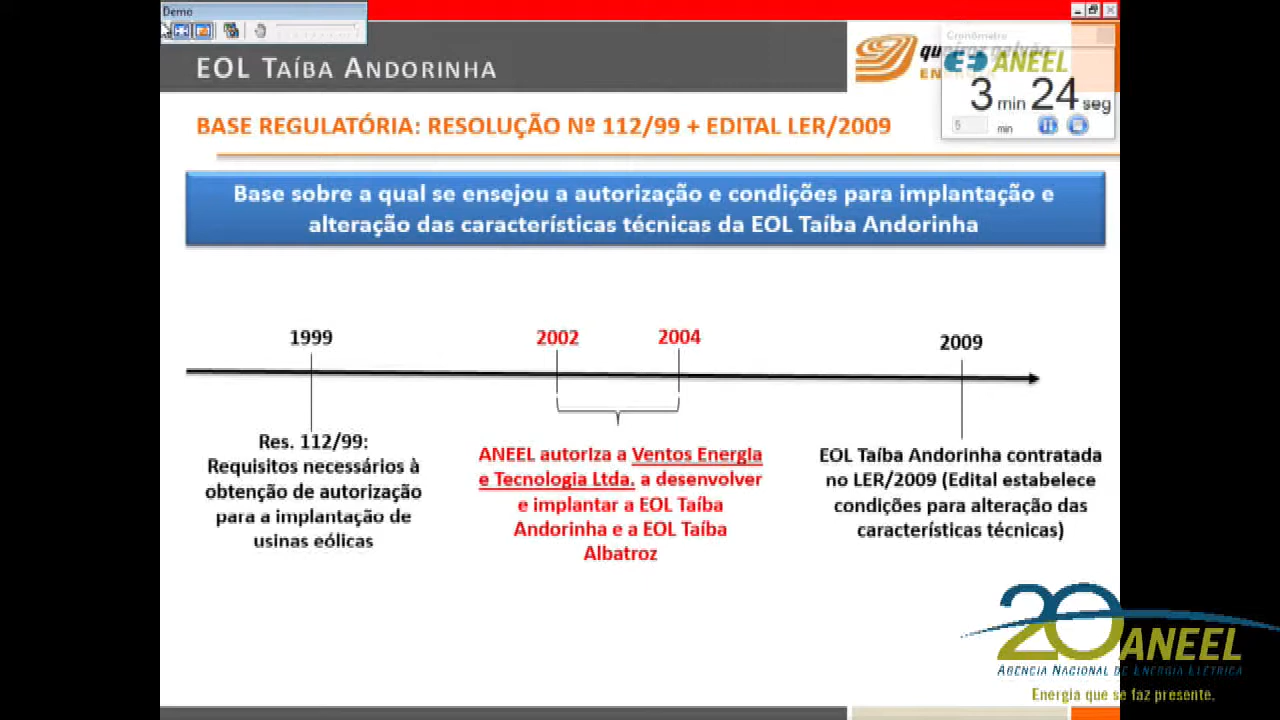 Demo
EOL TAÍBA ANDORINHA
Cronômetro
ANEEL
3 min 24 seg
5 min
BASE REGULATÓRIA: RESOLUÇÃO Nº 112/99 + EDITAL LER/2009
Base sobre a qual se ensejou a autorização e condições para implantação e
alteração das características técnicas da EOL Taíba Andorinha
1999
2002
2004
2009
Res. 112/99:
Requisitos necessários à
obtenção de autorização
para a implantação de
usinas eólicas
ANEEL autoriza a Ventos Energia
e Tecnologia Ltda. a desenvolver
e implantar a EOL Taíba
Andorinha e a EOL Taíba
Albatroz
EOL Taíba Andorinha contratada
no LER/2009 (Edital estabelece
condições para alteração das
características técnicas)
20 ANEEL
AGÊNCIA NACIONAL DE ENERGIA ELÉTRICA
Energia que se faz presente.